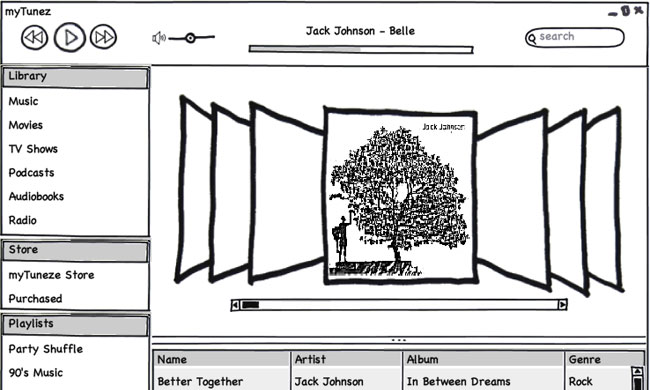 myTunez
Jack Johnson - Belle
search
Library
Music
Movies
TV Shows
Podcasts
Audiobooks
Radio
Store
myTuneze Store
Purchased
Playlists
Party Shuffle
90's Music
Jack Johnson
Name Artist Album Genre
Better Together Jack Johnson In Between Dreams Rock